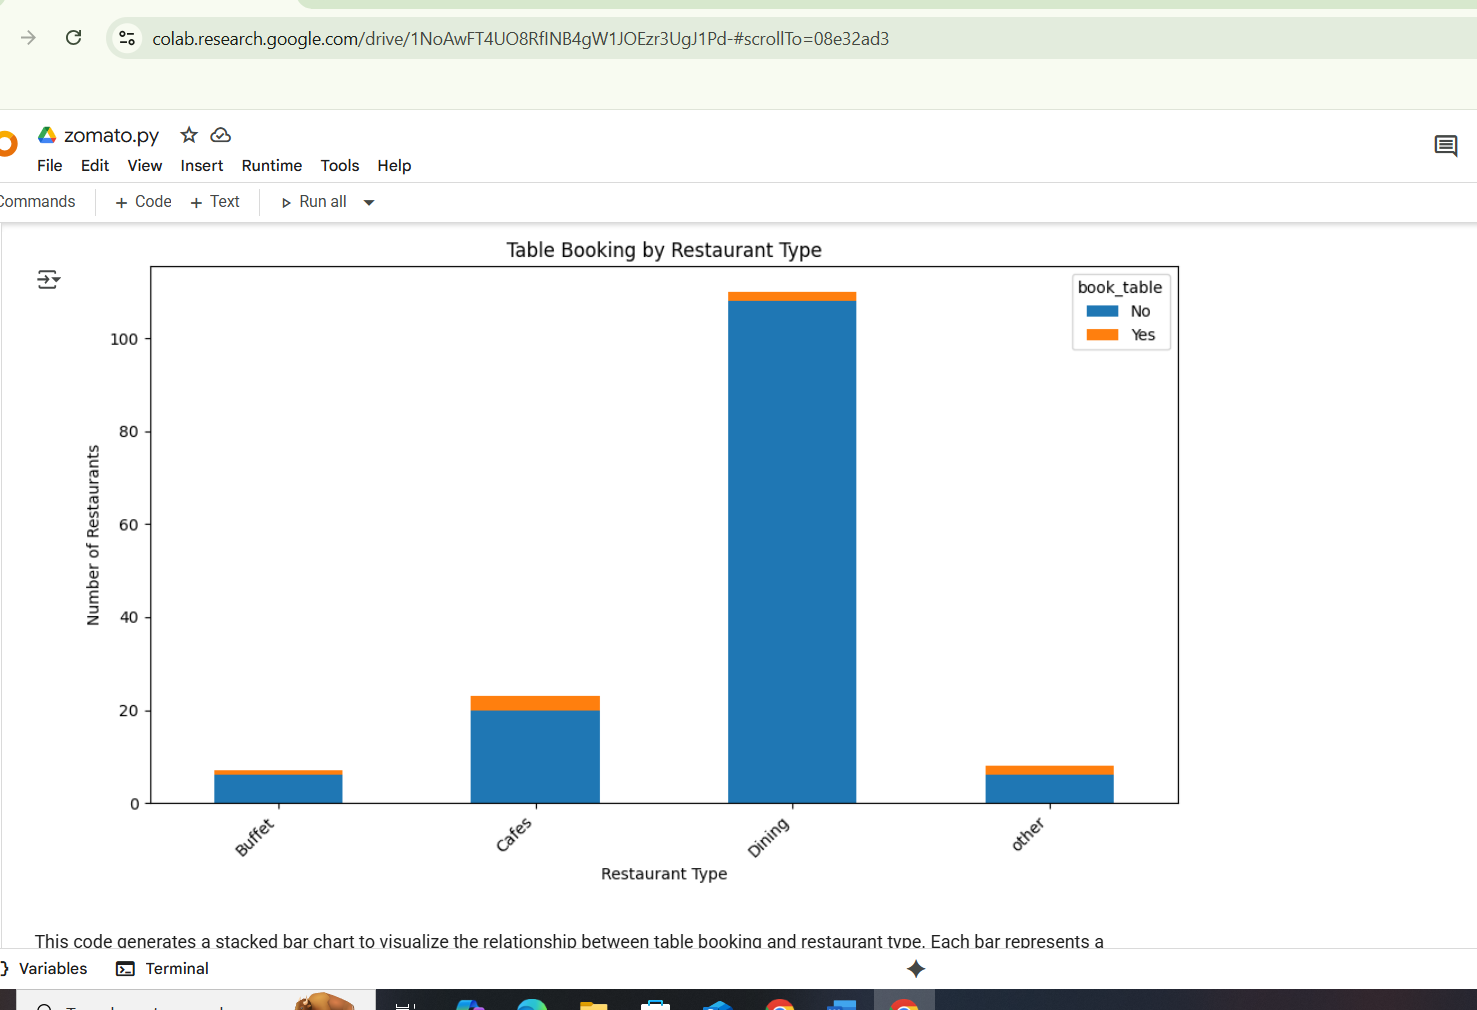 colab.research.google.com/drive/1NoAwFT4UO8RfINB4gW1JOEzr3UgJ1Pd-#scrollTo=08e32ad3
zomato.py
File Edit View Insert Runtime Tools Help
Commands + Code + Text Run all
Table Booking by Restaurant Type
book_table
No
Yes
100
80
60
40
20
0
Number of Restaurants
Buffet Cafes Dining other
Restaurant Type
This code generates a stacked bar chart to visualize the relationship between table booking and restaurant type. Each bar represents a
Variables Terminal